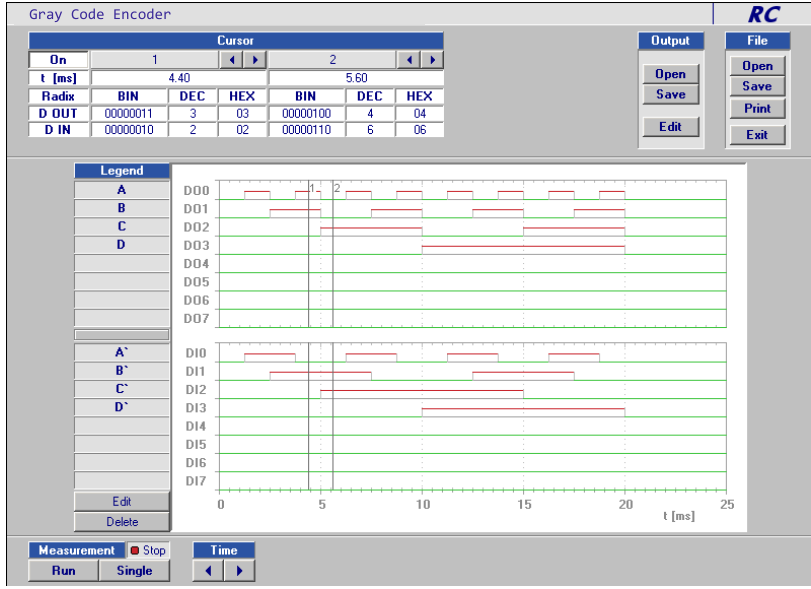 Gray Code Encoder RC
Cursor Output File
On 1 2
t [ms] 4.40 5.60 Open Open
Radix BIN DEC HEX BIN DEC HEX Save Save
D OUT 00000011 3 03 00000100 4 04 Print
D IN 00000010 2 02 00000110 6 06 Edit Exit
Legend
A DO0 1 2
B DO1
C DO2
D DO3
DO4
DO5
DO6
DO7
A` DI0
B` DI1
C` DI2
D` DI3
DI4
DI5
DI6
DI7
Edit 0 5 10 15 20 25
Delete t [ms]
Measurement Stop Time
Run Single